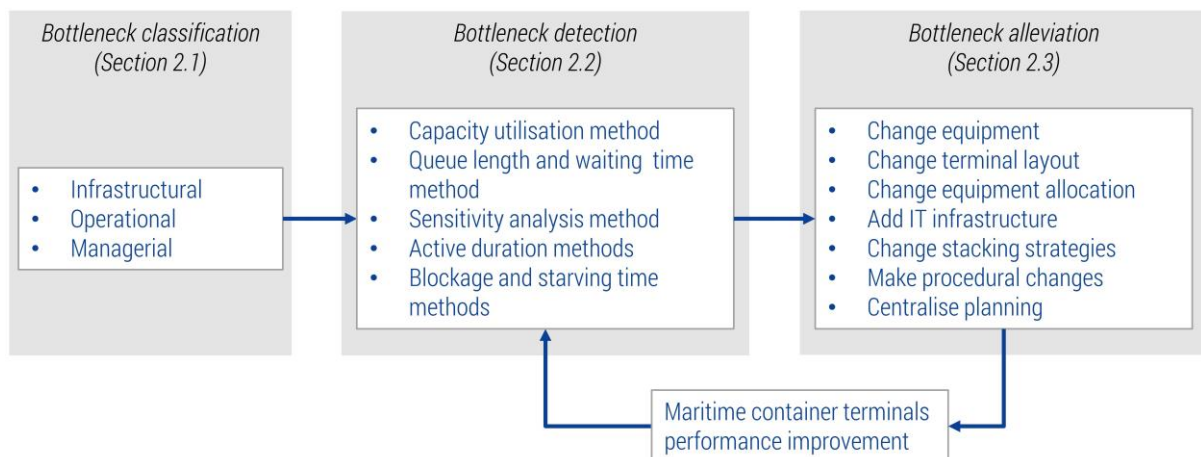 Bottleneck classification
(Section 2.1)
• Infrastructural
• Operational
• Managerial
Bottleneck detection
(Section 2.2)
• Capacity utilisation method
• Queue length and waiting time
method
• Sensitivity analysis method
• Active duration methods
• Blockage and starving time
methods
Bottleneck alleviation
(Section 2.3)
• Change equipment
• Change terminal layout
• Change equipment allocation
• Add IT infrastructure
• Change stacking strategies
• Make procedural changes
• Centralise planning
Maritime container terminals
performance improvement